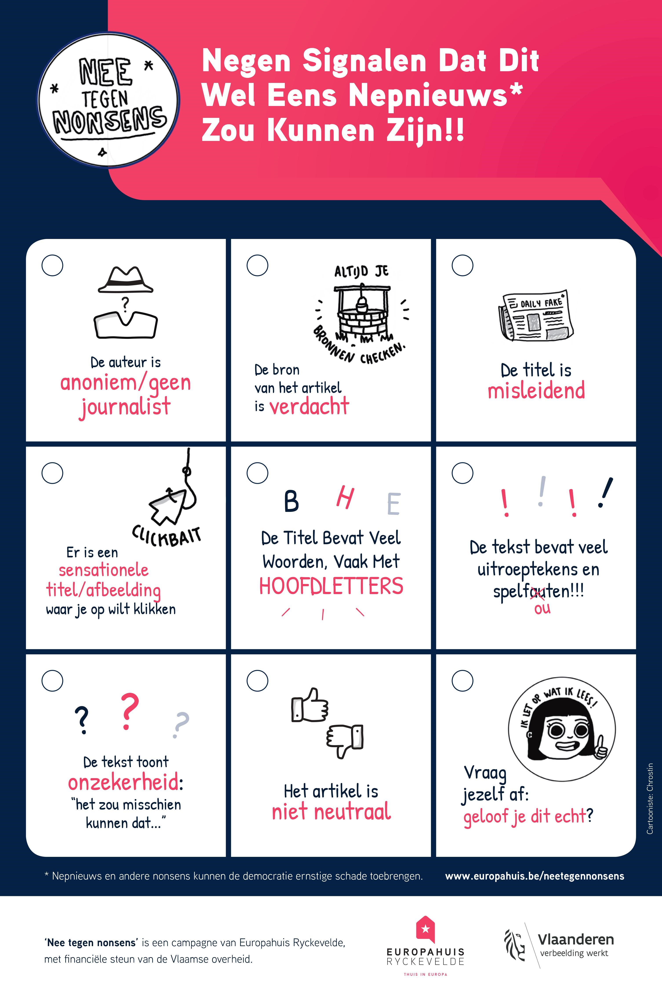 NEE
TEGEN
NONSENS
Negen Signalen Dat Dit
Wel Eens Nepnieuws*
Zou Kunnen Zijn!!
?
De auteur is
anoniem/geen
journalist
ALTIJD JE
BRONNEN CHECKEN.
De bron
van het artikel
is verdacht
DAILY FAKE
De titel is
misleidend
CLICKBAIT
Er is een
sensationele
titel/afbeelding
waar je op wilt klikken
B H E
De Titel Bevat Veel
Woorden, Vaak Met
HOOFDLETTERS
! ! ! !
De tekst bevat veel
uitroeptekens en
spelfauten!!!
ou
? ? ?
De tekst toont
onzekerheid:
“het zou misschien
kunnen dat...”
Het artikel is
niet neutraal
IK LET OP WAT IK LEES!
Vraag
jezelf af:
geloof je dit echt?
Cartooniste: Chrostin
* Nepnieuws en andere nonsens kunnen de democratie ernstige schade toebrengen.
www.europahuis.be/neetegennonsens
‘Nee tegen nonsens’ is een campagne van Europahuis Ryckevelde,
met financiële steun van de Vlaamse overheid.
EUROPAHUIS
RYCKEVELDE
THUIS IN EUROPA
Vlaanderen
verbeelding werkt